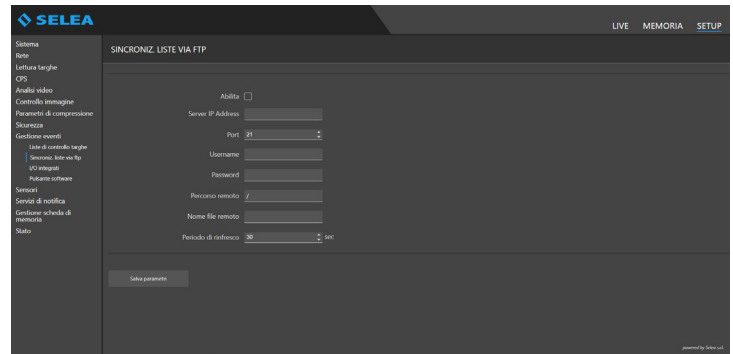 SELEA
LIVE MEMORIA SETUP
Sistema
Rete
Lettura targhe
CPS
Analisi video
Controllo immagine
Parametri di compressione
Sicurezza
Gestione eventi
Liste di controllo targhe
Sincroniz. liste via ftp
I/O integrati
Pulsante software
Sensori
Servizi di notifica
Gestione scheda di
memoria
Stato
SINCRONIZ. LISTE VIA FTP
Abilita
Server IP Address
Port 21
Username
Password
Percorso remoto /
Nome file remoto
Periodo di rinfresco 30 sec
Salva parametri
powered by Selea s.r.l.